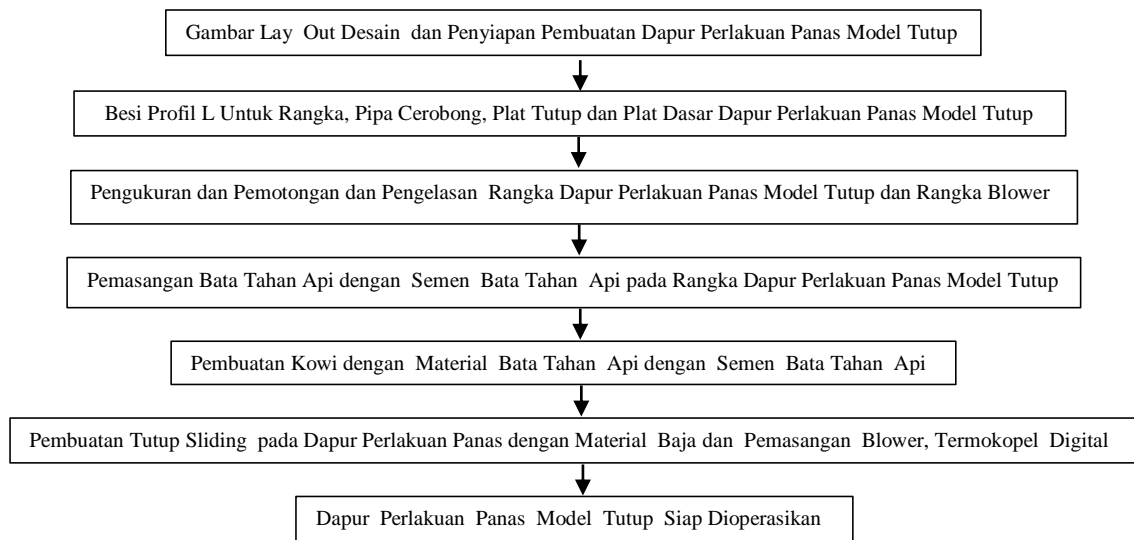 Gambar Lay Out Desain dan Penyiapan Pembuatan Dapur Perlakuan Panas Model Tutup
Besi Profil L Untuk Rangka, Pipa Cerobong, Plat Tutup dan Plat Dasar Dapur Perlakuan Panas Model Tutup
Pengukuran dan Pemotongan dan Pengelasan Rangka Dapur Perlakuan Panas Model Tutup dan Rangka Blower
Pemasangan Bata Tahan Api dengan Semen Bata Tahan Api pada Rangka Dapur Perlakuan Panas Model Tutup
Pembuatan Kowi dengan Material Bata Tahan Api dengan Semen Bata Tahan Api
Pembuatan Tutup Sliding pada Dapur Perlakuan Panas dengan Material Baja dan Pemasangan Blower, Termokopel Digital
Dapur Perlakuan Panas Model Tutup Siap Dioperasikan